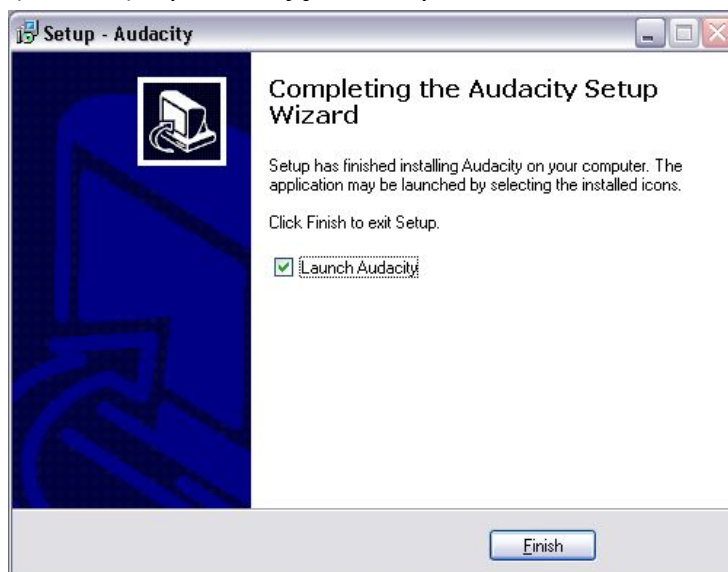 Setup - Audacity
Completing the Audacity Setup
Wizard
Setup has finished installing Audacity on your computer. The
application may be launched by selecting the installed icons.
Click Finish to exit Setup.
Launch Audacity
Finish